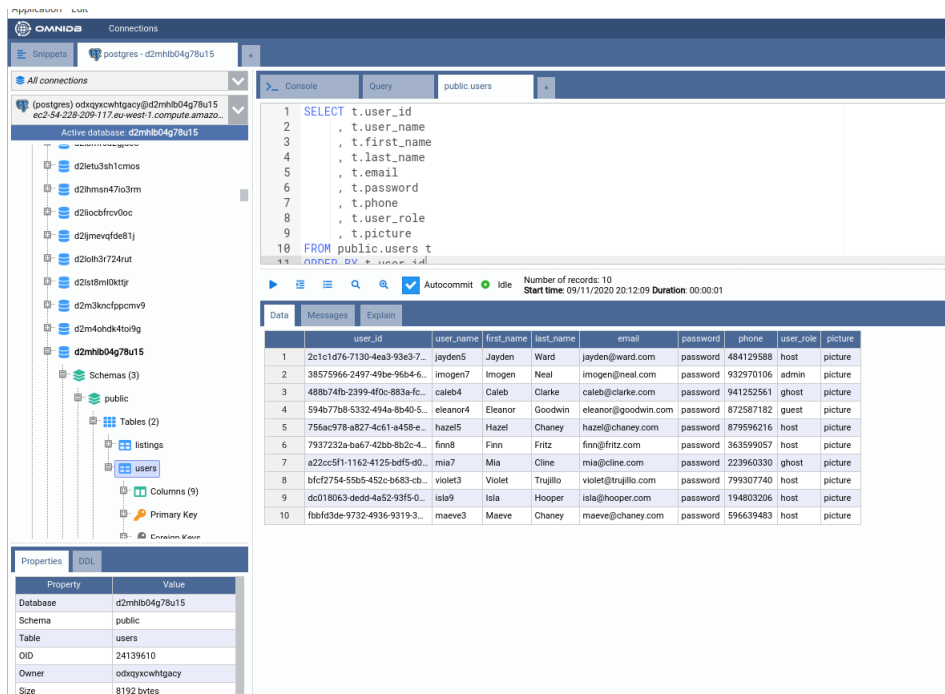 Application Edit
OMNIDB Connections
Snippets postgres - d2mhlb04g78u15 +
All connections
(postgres) odxqyxcwhtgacy@d2mhlb04g78u15
ec2-54-228-209-117.eu-west-1.compute.amazo...
Active database: d2mhlb04g78u15
d2letu3sh1cmos
d2lhmsn47io3rm
d2liocbfrcv0oc
d2ljmevqfde81j
d2lolh3r724rut
d2lst8ml0kttjr
d2m3kncfppcmv9
d2m4ohdk4toi9g
d2mhlb04g78u15
Schemas (3)
public
Tables (2)
listings
users
Columns (9)
Primary Key
Foreign Keys
Properties DDL
Property Value
Database d2mhlb04g78u15
Schema public
Table users
OID 24139610
Owner odxqyxcwhtgacy
Size 8192 bytes
>_ Console Query public.users +
1 SELECT t.user_id
2 , t.user_name
3 , t.first_name
4 , t.last_name
5 , t.email
6 , t.password
7 , t.phone
8 , t.user_role
9 , t.picture
10 FROM public.users t
11 ORDER BY t.user_id
Autocommit Idle Number of records: 10
Start time: 09/11/2020 20:12:09 Duration: 00:00:01
Data Messages Explain
user_id user_name first_name last_name email password phone user_role picture
1 2c1c1d76-7130-4ea3-93e3-7... jayden5 Jayden Ward jayden@ward.com password 484129588 host picture
2 38575966-2497-49be-96b4-6... imogen7 Imogen Neal imogen@neal.com password 932970106 admin picture
3 488b74fb-2399-4f0c-883a-fc... caleb4 Caleb Clarke caleb@clarke.com password 941252561 ghost picture
4 594b77b8-5332-494a-8b40-5... eleanor4 Eleanor Goodwin eleanor@goodwin.com password 872587182 guest picture
5 756ac978-a827-4c61-a458-e... hazel5 Hazel Chaney hazel@chaney.com password 879596216 host picture
6 7937232a-ba67-42bb-8b2c-4... finn8 Finn Fritz finn@fritz.com password 363599057 host picture
7 a22cc5f1-1162-4125-bdf5-d0... mia7 Mia Cline mia@cline.com password 223960330 ghost picture
8 bfcf2754-55b5-452c-b683-cb... violet3 Violet Trujillo violet@trujillo.com password 799307740 host picture
9 dc018063-dedd-4a52-93f5-0... isla9 Isla Hooper isla@hooper.com password 194803206 host picture
10 fbbfd3de-9732-4936-9319-3... maeve3 Maeve Chaney maeve@chaney.com password 596639483 host picture